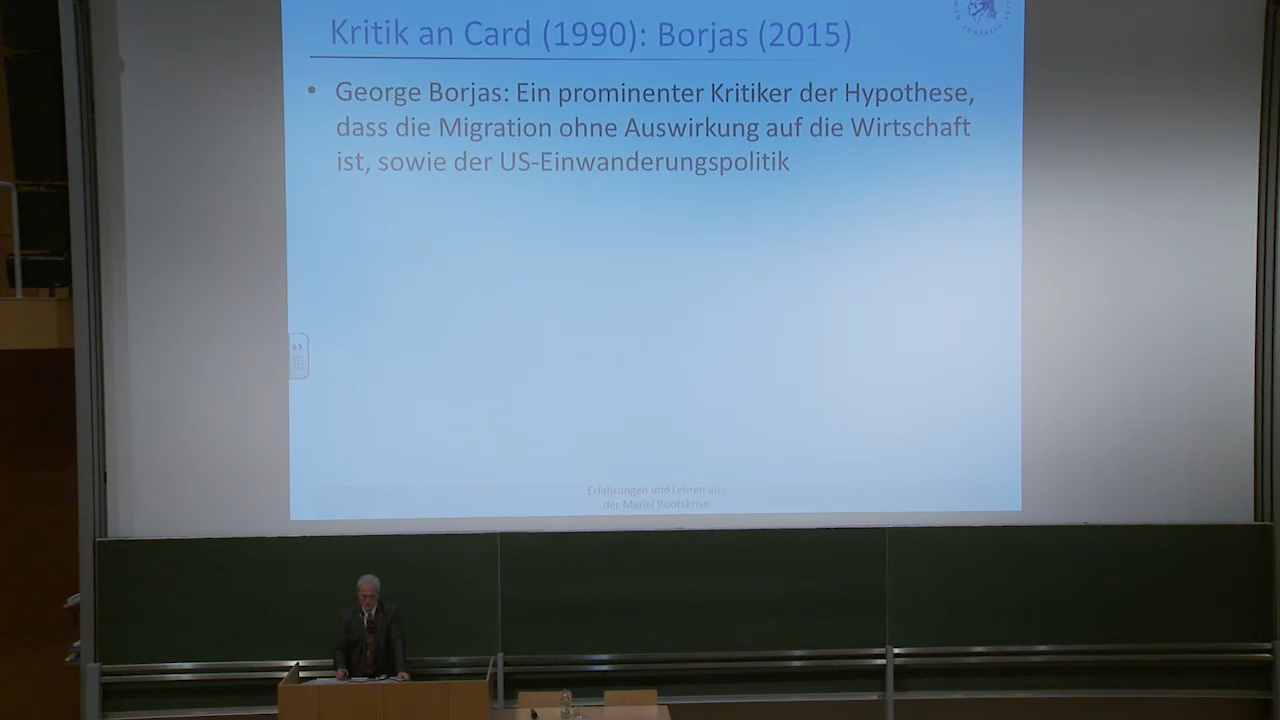 Kritik an Card (1990): Borjas (2015)
• George Borjas: Ein prominenter Kritiker der Hypothese,
dass die Migration ohne Auswirkung auf die Wirtschaft
ist, sowie der US-Einwanderungspolitik
Erfahrungen und Lehren aus
der Mariel Bootskrise